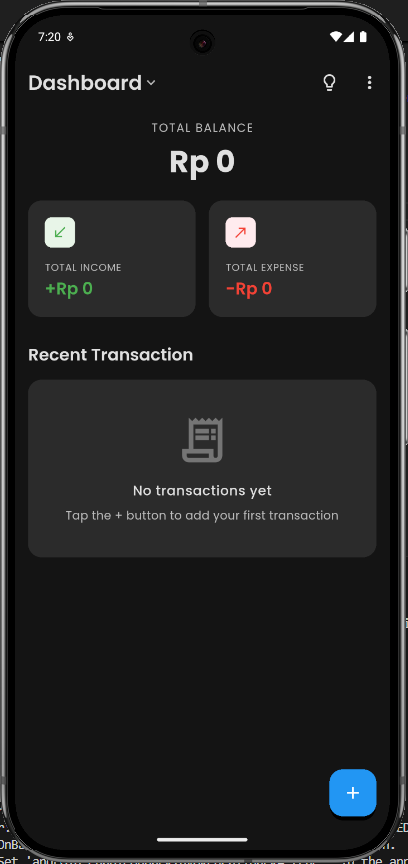 7:20
Dashboard
TOTAL BALANCE
Rp 0
TOTAL INCOME
+Rp 0
TOTAL EXPENSE
-Rp 0
Recent Transaction
No transactions yet
Tap the + button to add your first transaction
+